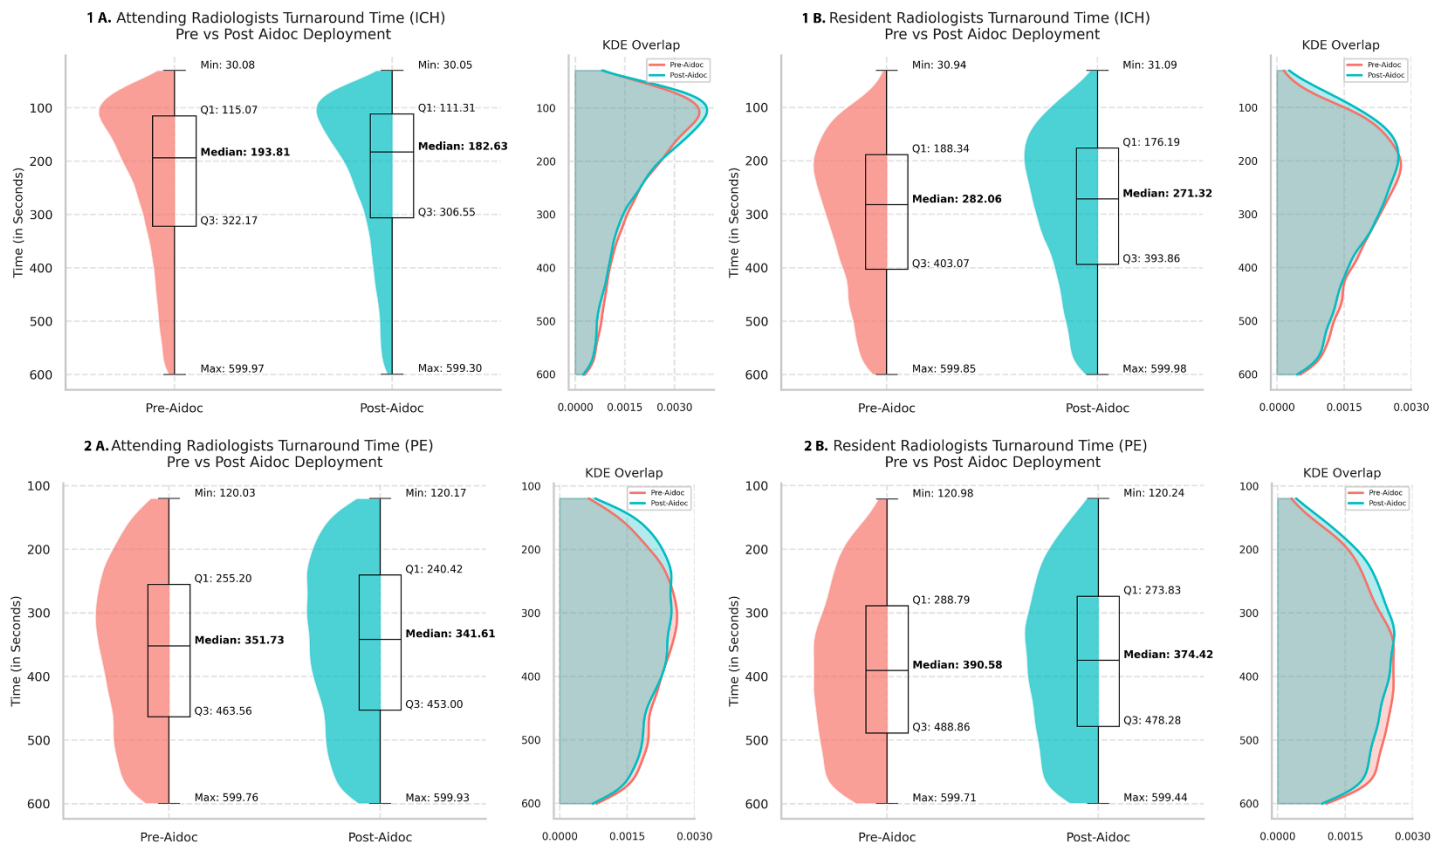 1 A. Attending Radiologists Turnaround Time (ICH)
Pre vs Post Aidoc Deployment
Time (in Seconds)
100
200
300
400
500
600
Min: 30.08
Q1: 115.07
Median: 193.81
Q3: 322.17
Max: 599.97
Pre-Aidoc
Min: 30.05
Q1: 111.31
Median: 182.63
Q3: 306.55
Max: 599.30
Post-Aidoc
KDE Overlap
Pre-Aidoc
Post-Aidoc
100
200
300
400
500
600
0.0000 0.0015 0.0030
1 B. Resident Radiologists Turnaround Time (ICH)
Pre vs Post Aidoc Deployment
Time (in Seconds)
100
200
300
400
500
600
Min: 30.94
Q1: 188.34
Median: 282.06
Q3: 403.07
Max: 599.85
Pre-Aidoc
Min: 31.09
Q1: 176.19
Median: 271.32
Q3: 393.86
Max: 599.98
Post-Aidoc
KDE Overlap
Pre-Aidoc
Post-Aidoc
100
200
300
400
500
600
0.0000 0.0015 0.0030
2 A. Attending Radiologists Turnaround Time (PE)
Pre vs Post Aidoc Deployment
Time (in Seconds)
100
200
300
400
500
600
Min: 120.03
Q1: 255.20
Median: 351.73
Q3: 463.56
Max: 599.76
Pre-Aidoc
Min: 120.17
Q1: 240.42
Median: 341.61
Q3: 453.00
Max: 599.93
Post-Aidoc
KDE Overlap
Pre-Aidoc
Post-Aidoc
100
200
300
400
500
600
0.0000 0.0015 0.0030
2 B. Resident Radiologists Turnaround Time (PE)
Pre vs Post Aidoc Deployment
Time (in Seconds)
100
200
300
400
500
600
Min: 120.98
Q1: 288.79
Median: 390.58
Q3: 488.86
Max: 599.71
Pre-Aidoc
Min: 120.24
Q1: 273.83
Median: 374.42
Q3: 478.28
Max: 599.44
Post-Aidoc
KDE Overlap
Pre-Aidoc
Post-Aidoc
100
200
300
400
500
600
0.0000 0.0015 0.0030